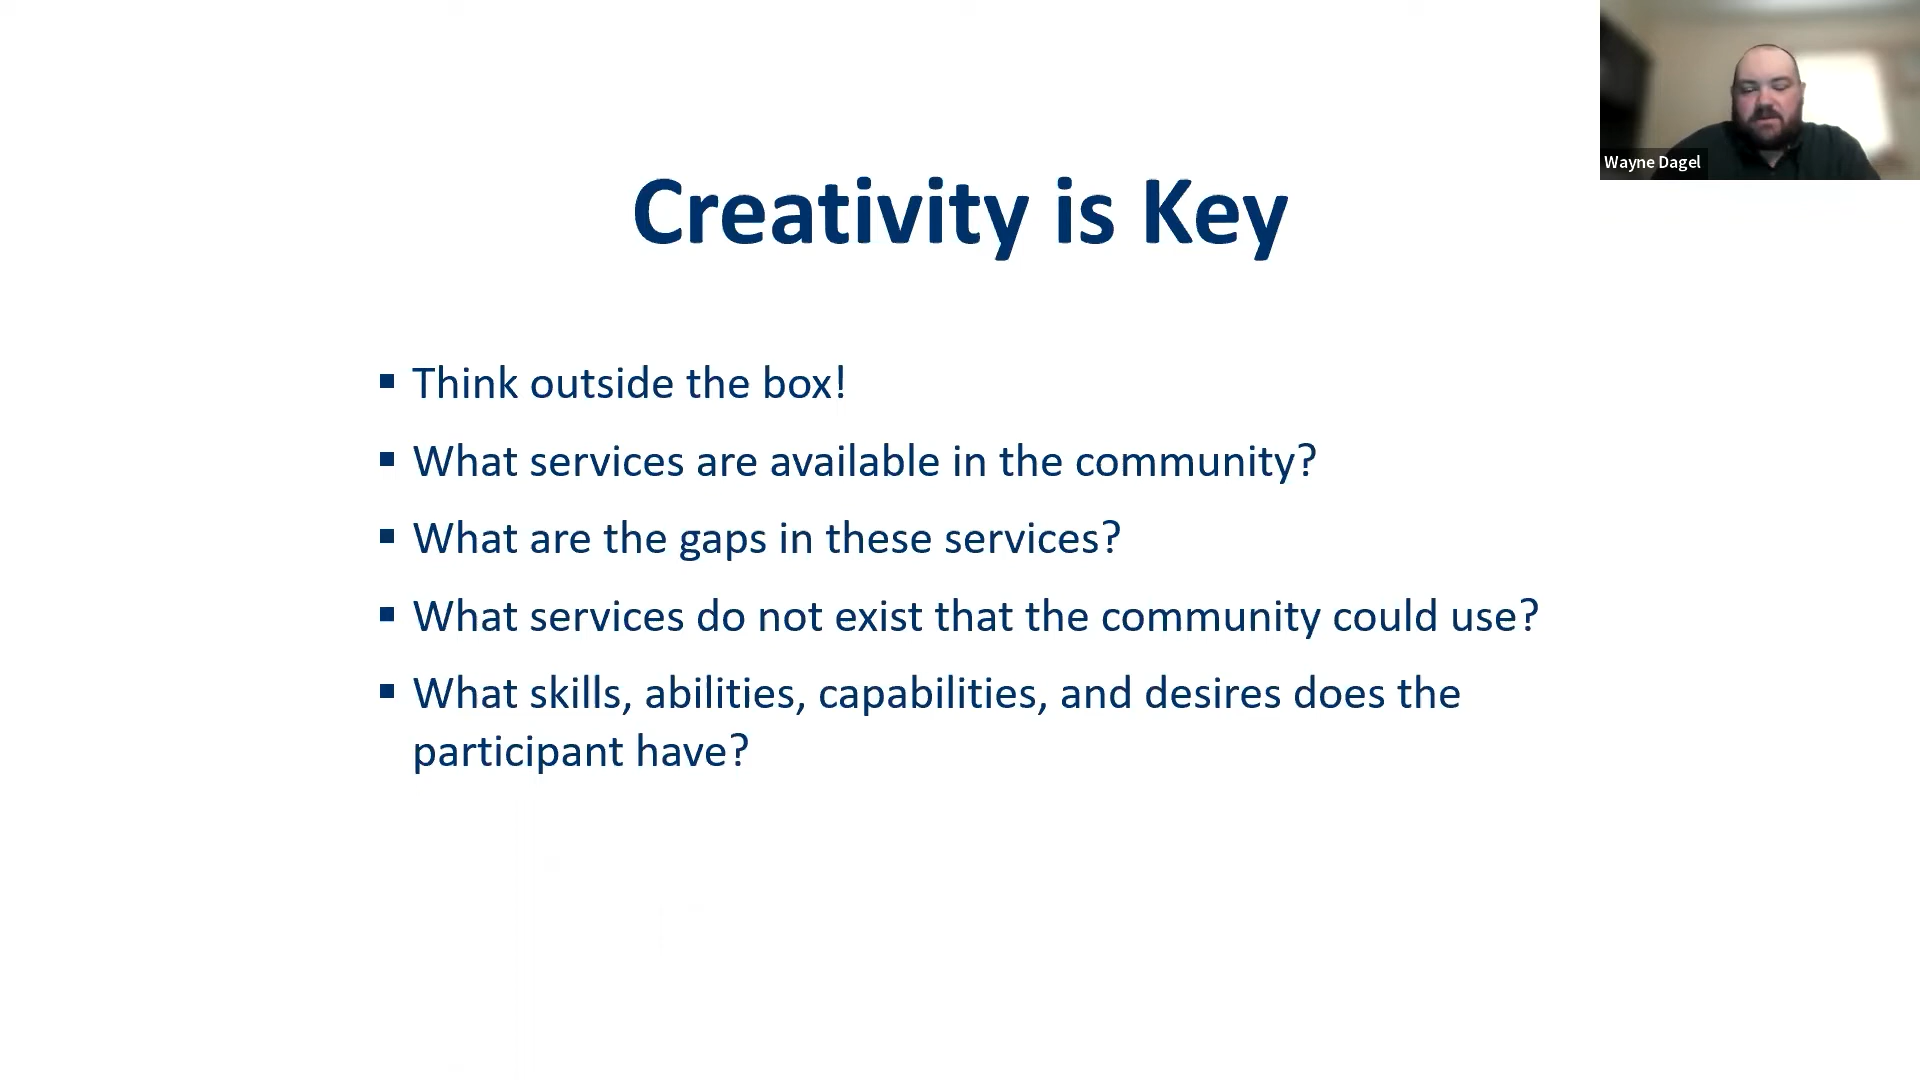 Wayne Dagel
Creativity is Key
▪ Think outside the box!
▪ What services are available in the community?
▪ What are the gaps in these services?
▪ What services do not exist that the community could use?
▪ What skills, abilities, capabilities, and desires does the
participant have?